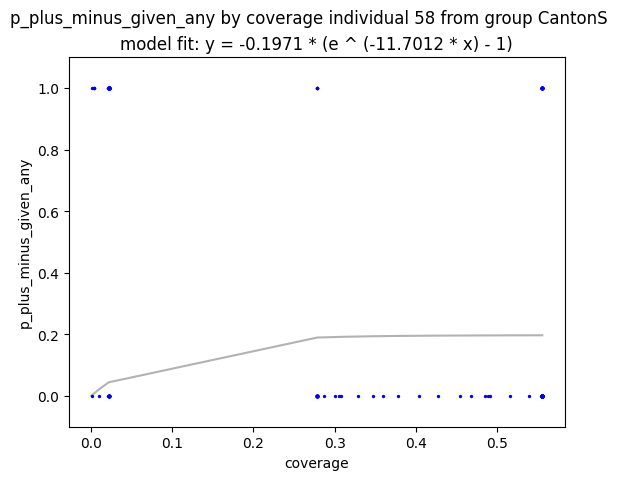 p_plus_minus_given_any by coverage individual 58 from group CantonS
model fit: y = -0.1971 * (e ^ (-11.7012 * x) - 1)
1.0
0.8
0.6
0.4
0.2
0.0
p_plus_minus_given_any
0.0 0.1 0.2 0.3 0.4 0.5
coverage